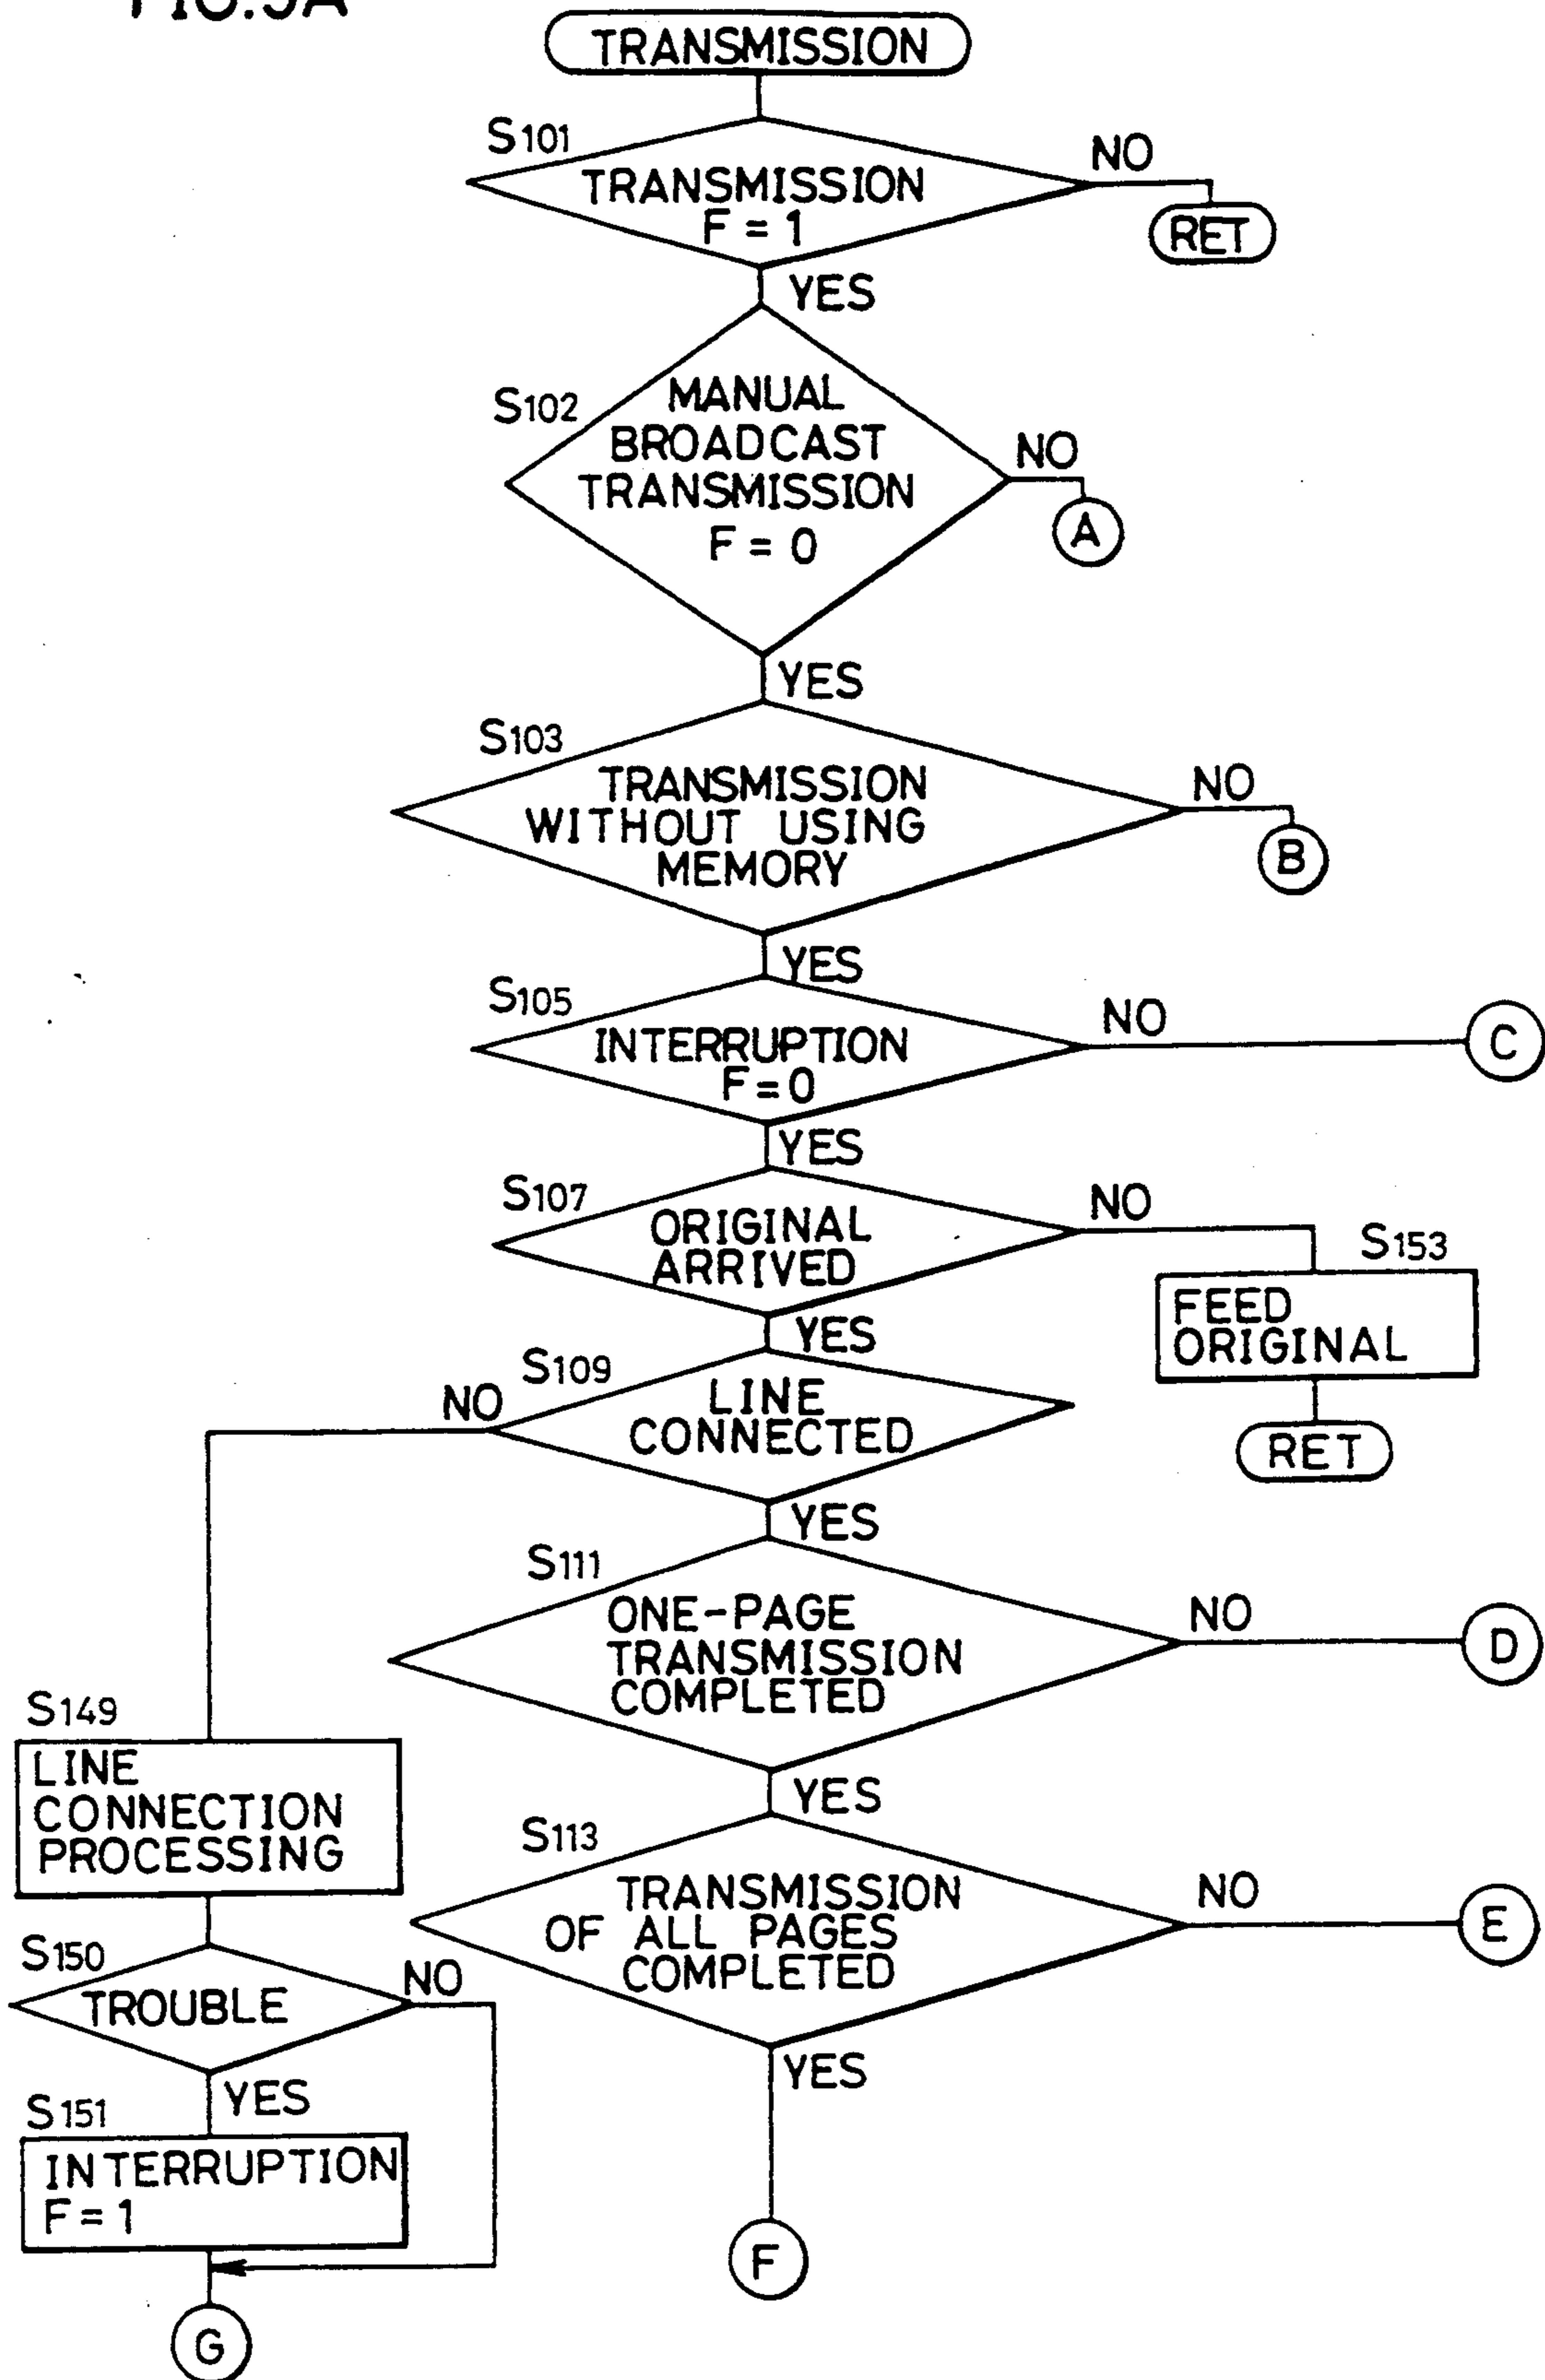 FIG.5A
TRANSMISSION
S101
TRANSMISSION
F = 1
NO
RET
YES
S102
MANUAL
BROADCAST
TRANSMISSION
F = 0
NO
A
YES
S103
TRANSMISSION
WITHOUT USING
MEMORY
NO
B
YES
S105
INTERRUPTION
F = 0
NO
C
YES
S107
ORIGINAL
ARRIVED
NO
S153
FEED
ORIGINAL
RET
YES
S109
LINE
CONNECTED
NO
YES
S111
ONE-PAGE
TRANSMISSION
COMPLETED
NO
D
S149
LINE
CONNECTION
PROCESSING
YES
S113
TRANSMISSION
OF ALL PAGES
COMPLETED
NO
E
S150
TROUBLE
NO
YES
S151
INTERRUPTION
F = 1
YES
F
G